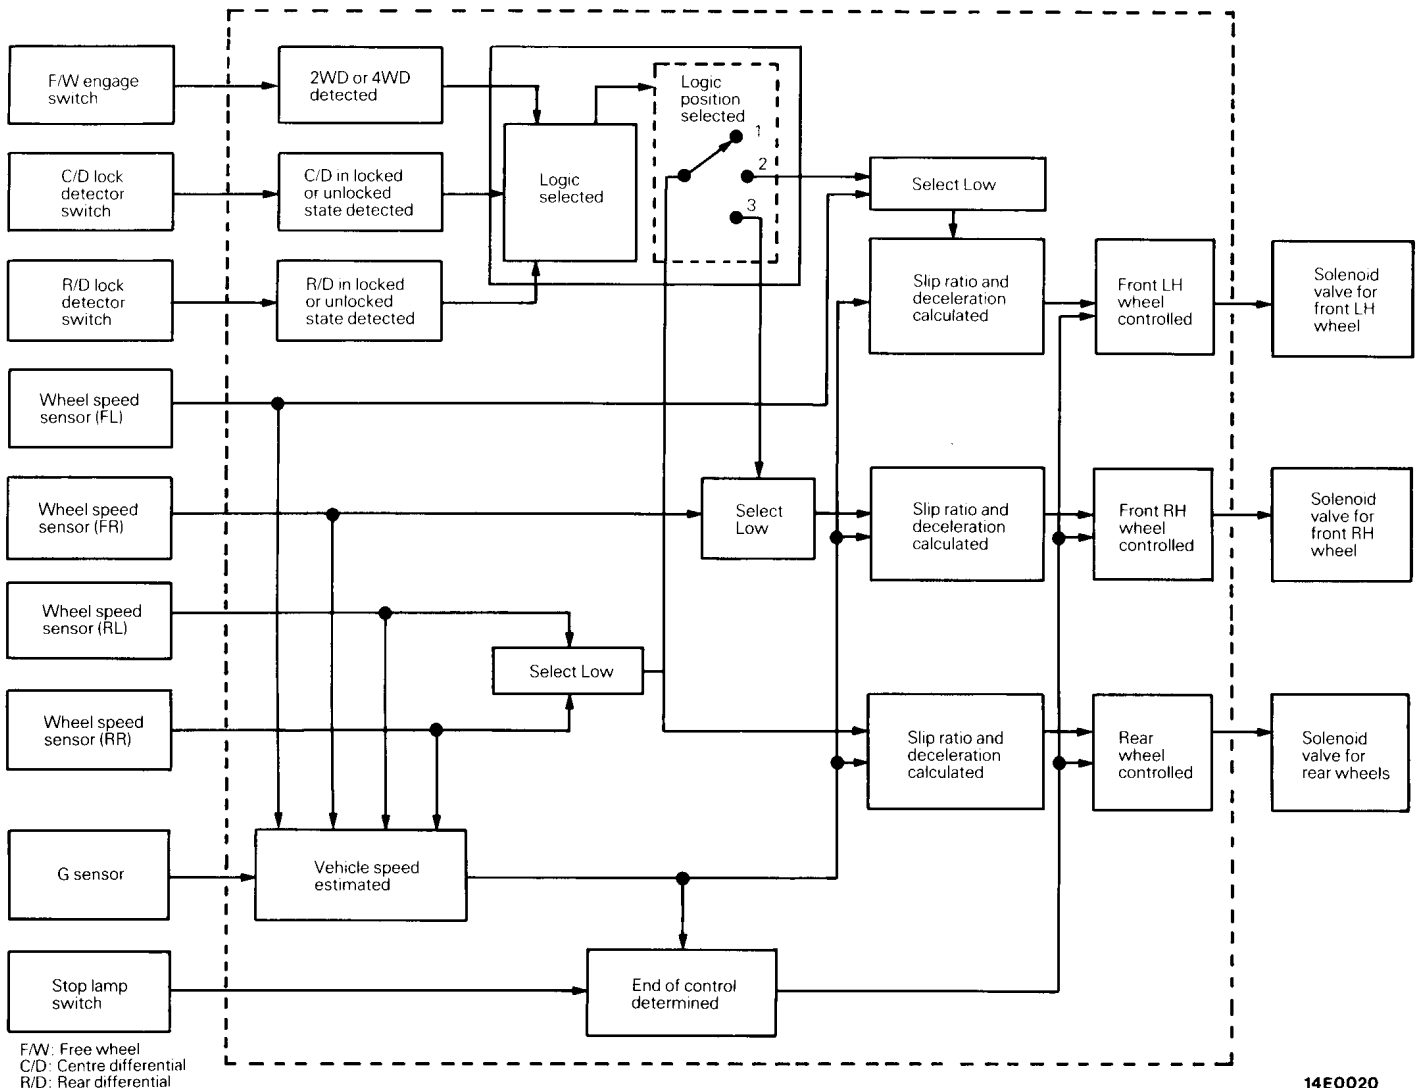 F/W engage
switch
2WD or 4WD
detected
Logic
position
selected
1
2
3
C/D lock
detector
switch
C/D in locked
or unlocked
state detected
Logic
selected
Select Low
R/D lock
detector
switch
R/D in locked
or unlocked
state detected
Slip ratio and
deceleration
calculated
Front LH
wheel
controlled
Solenoid
valve for
front LH
wheel
Wheel speed
sensor (FL)
Wheel speed
sensor (FR)
Select
Low
Slip ratio and
deceleration
calculated
Front RH
wheel
controlled
Solenoid
valve for
front RH
wheel
Wheel speed
sensor (RL)
Select Low
Wheel speed
sensor (RR)
Slip ratio and
deceleration
calculated
Rear
wheel
controlled
Solenoid
valve for
rear wheels
G sensor
Vehicle speed
estimated
Stop lamp
switch
End of control
determined
F/W: Free wheel
C/D: Centre differential
R/D: Rear differential
14E0020